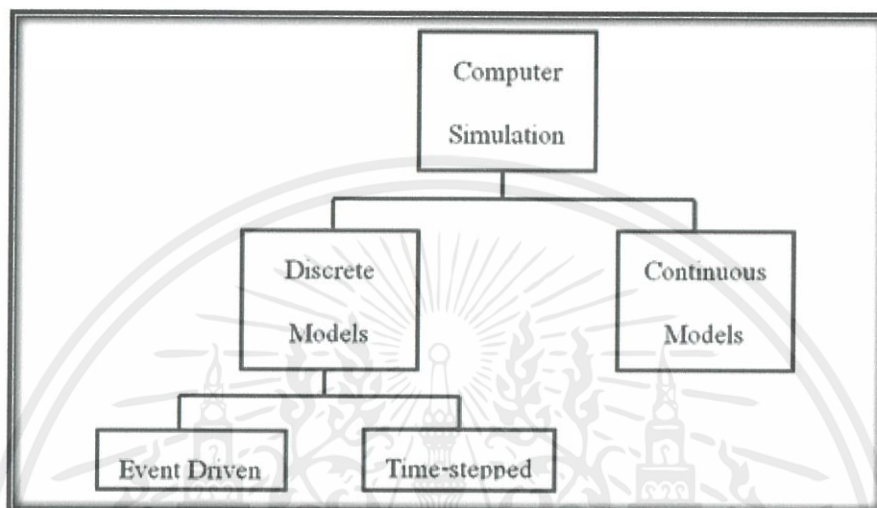 Computer
Simulation
Discrete
Models
Continuous
Models
Event Driven
Time-stepped